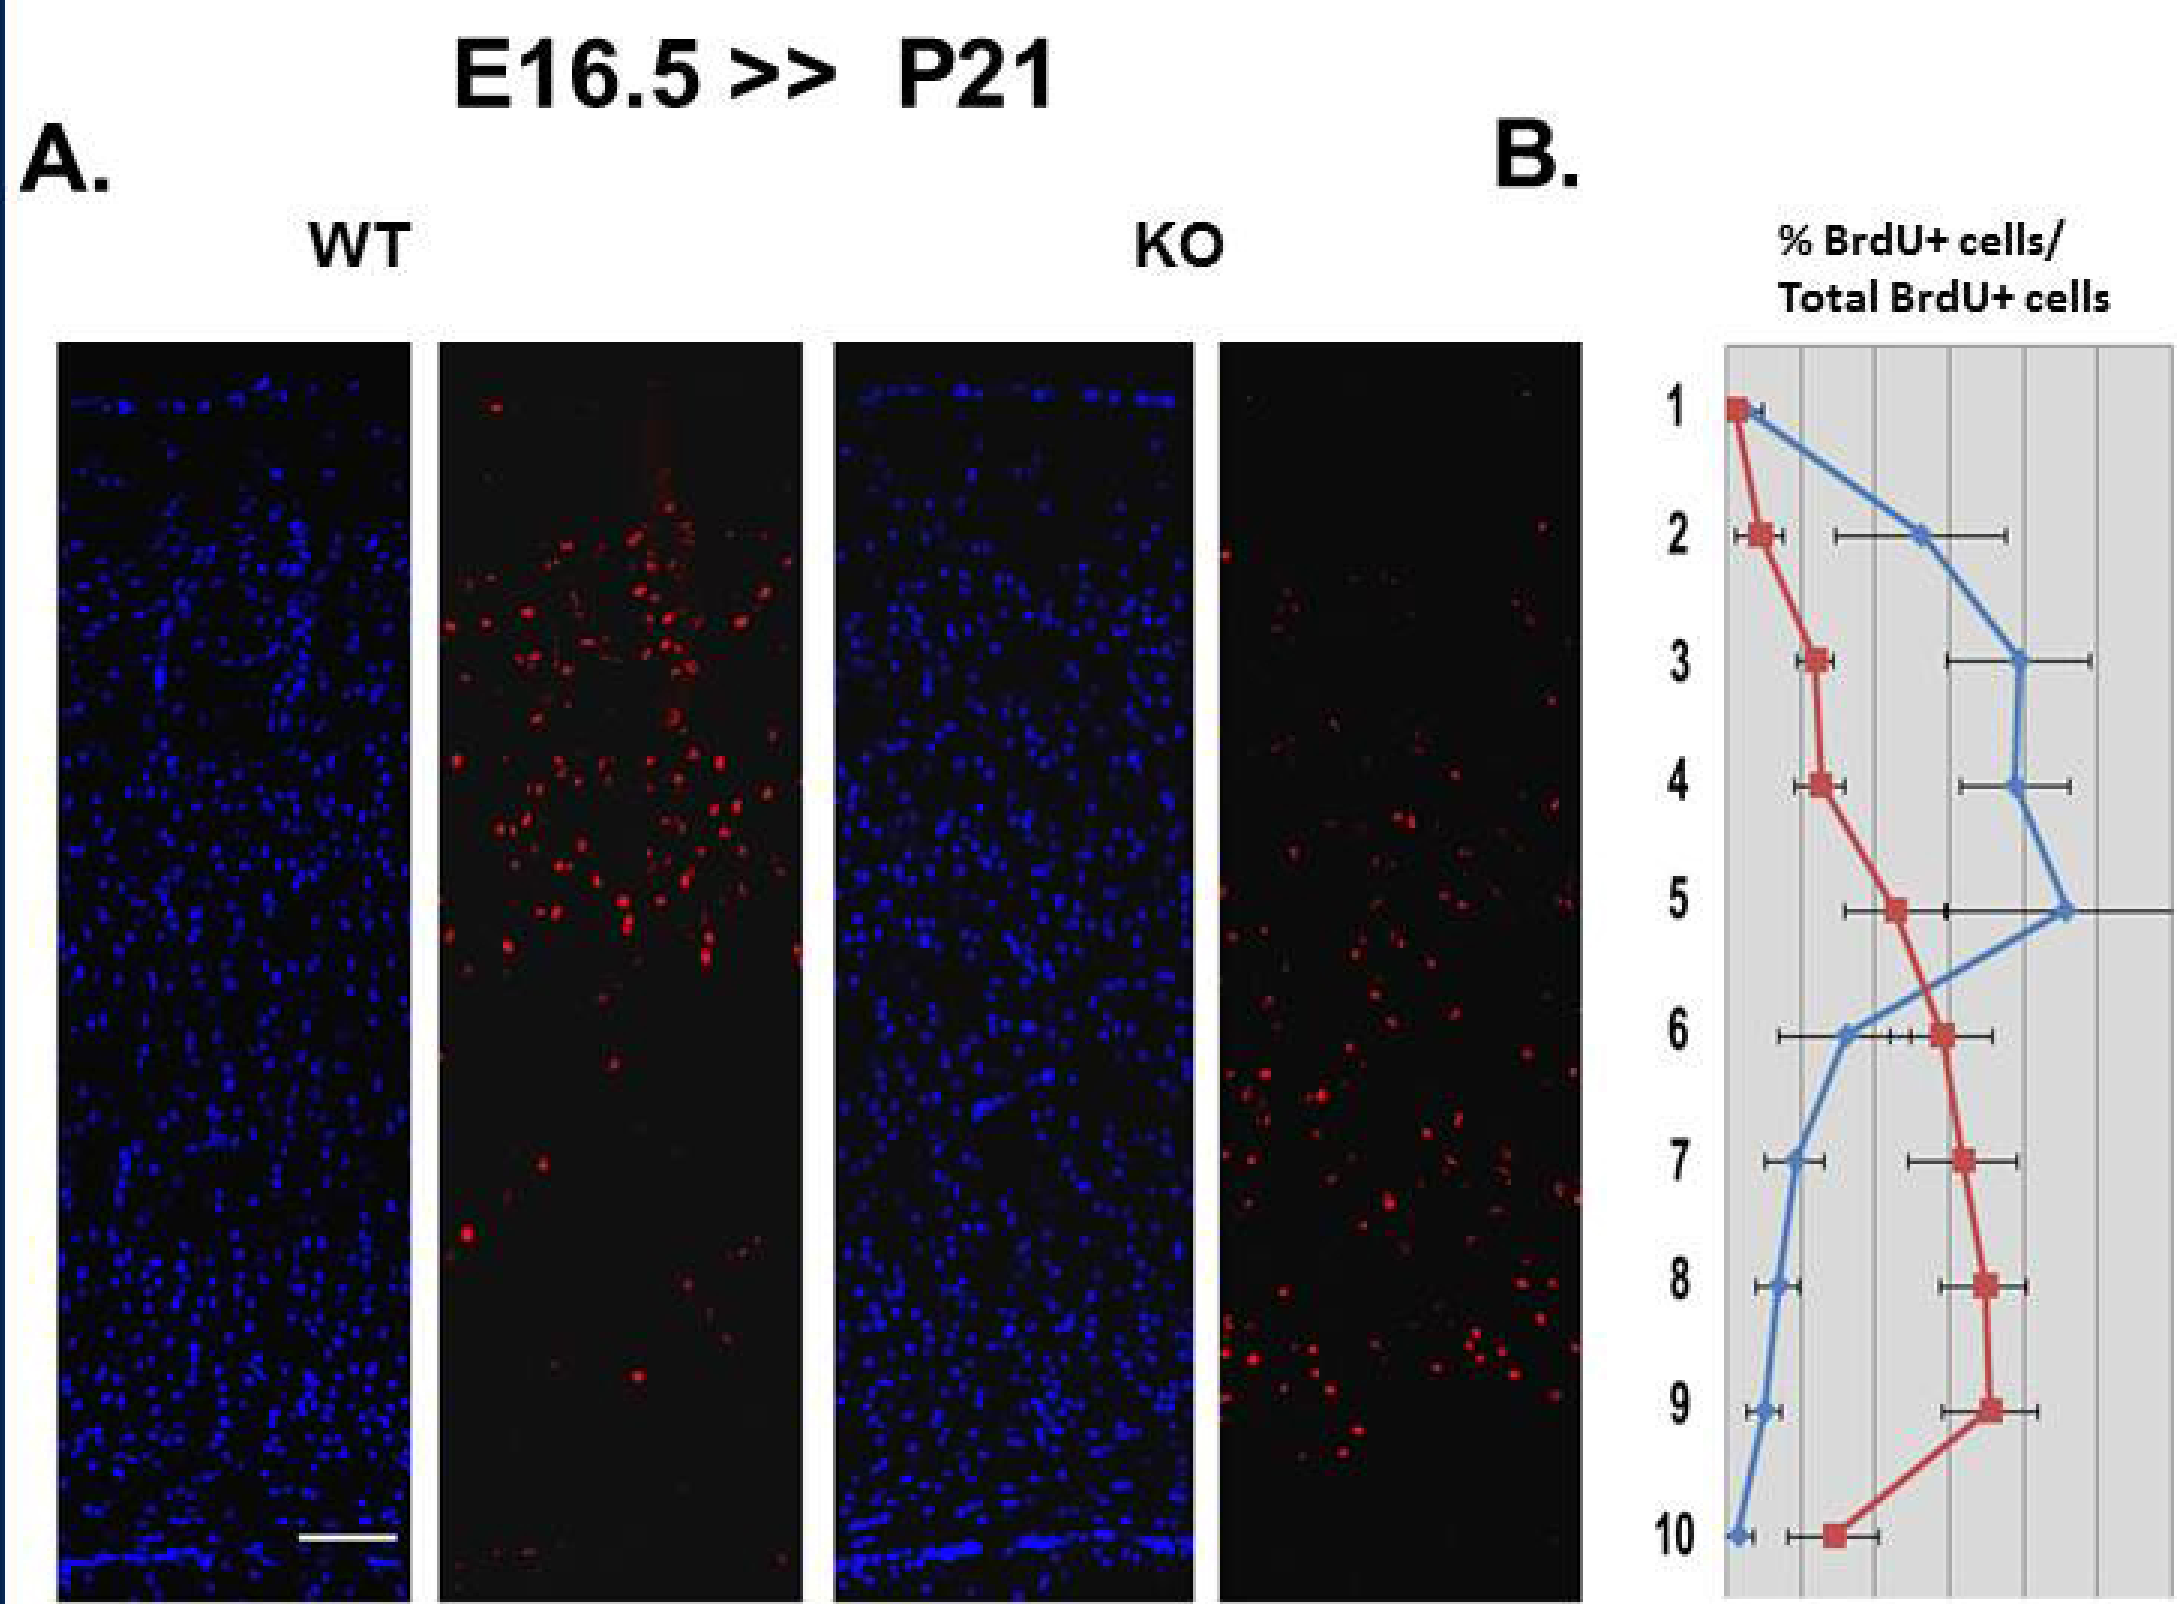 E16.5 >> P21
A.
B.
WT
KO
% BrdU+ cells/
Total BrdU+ cells
1
2
3
4
5
6
7
8
9
10